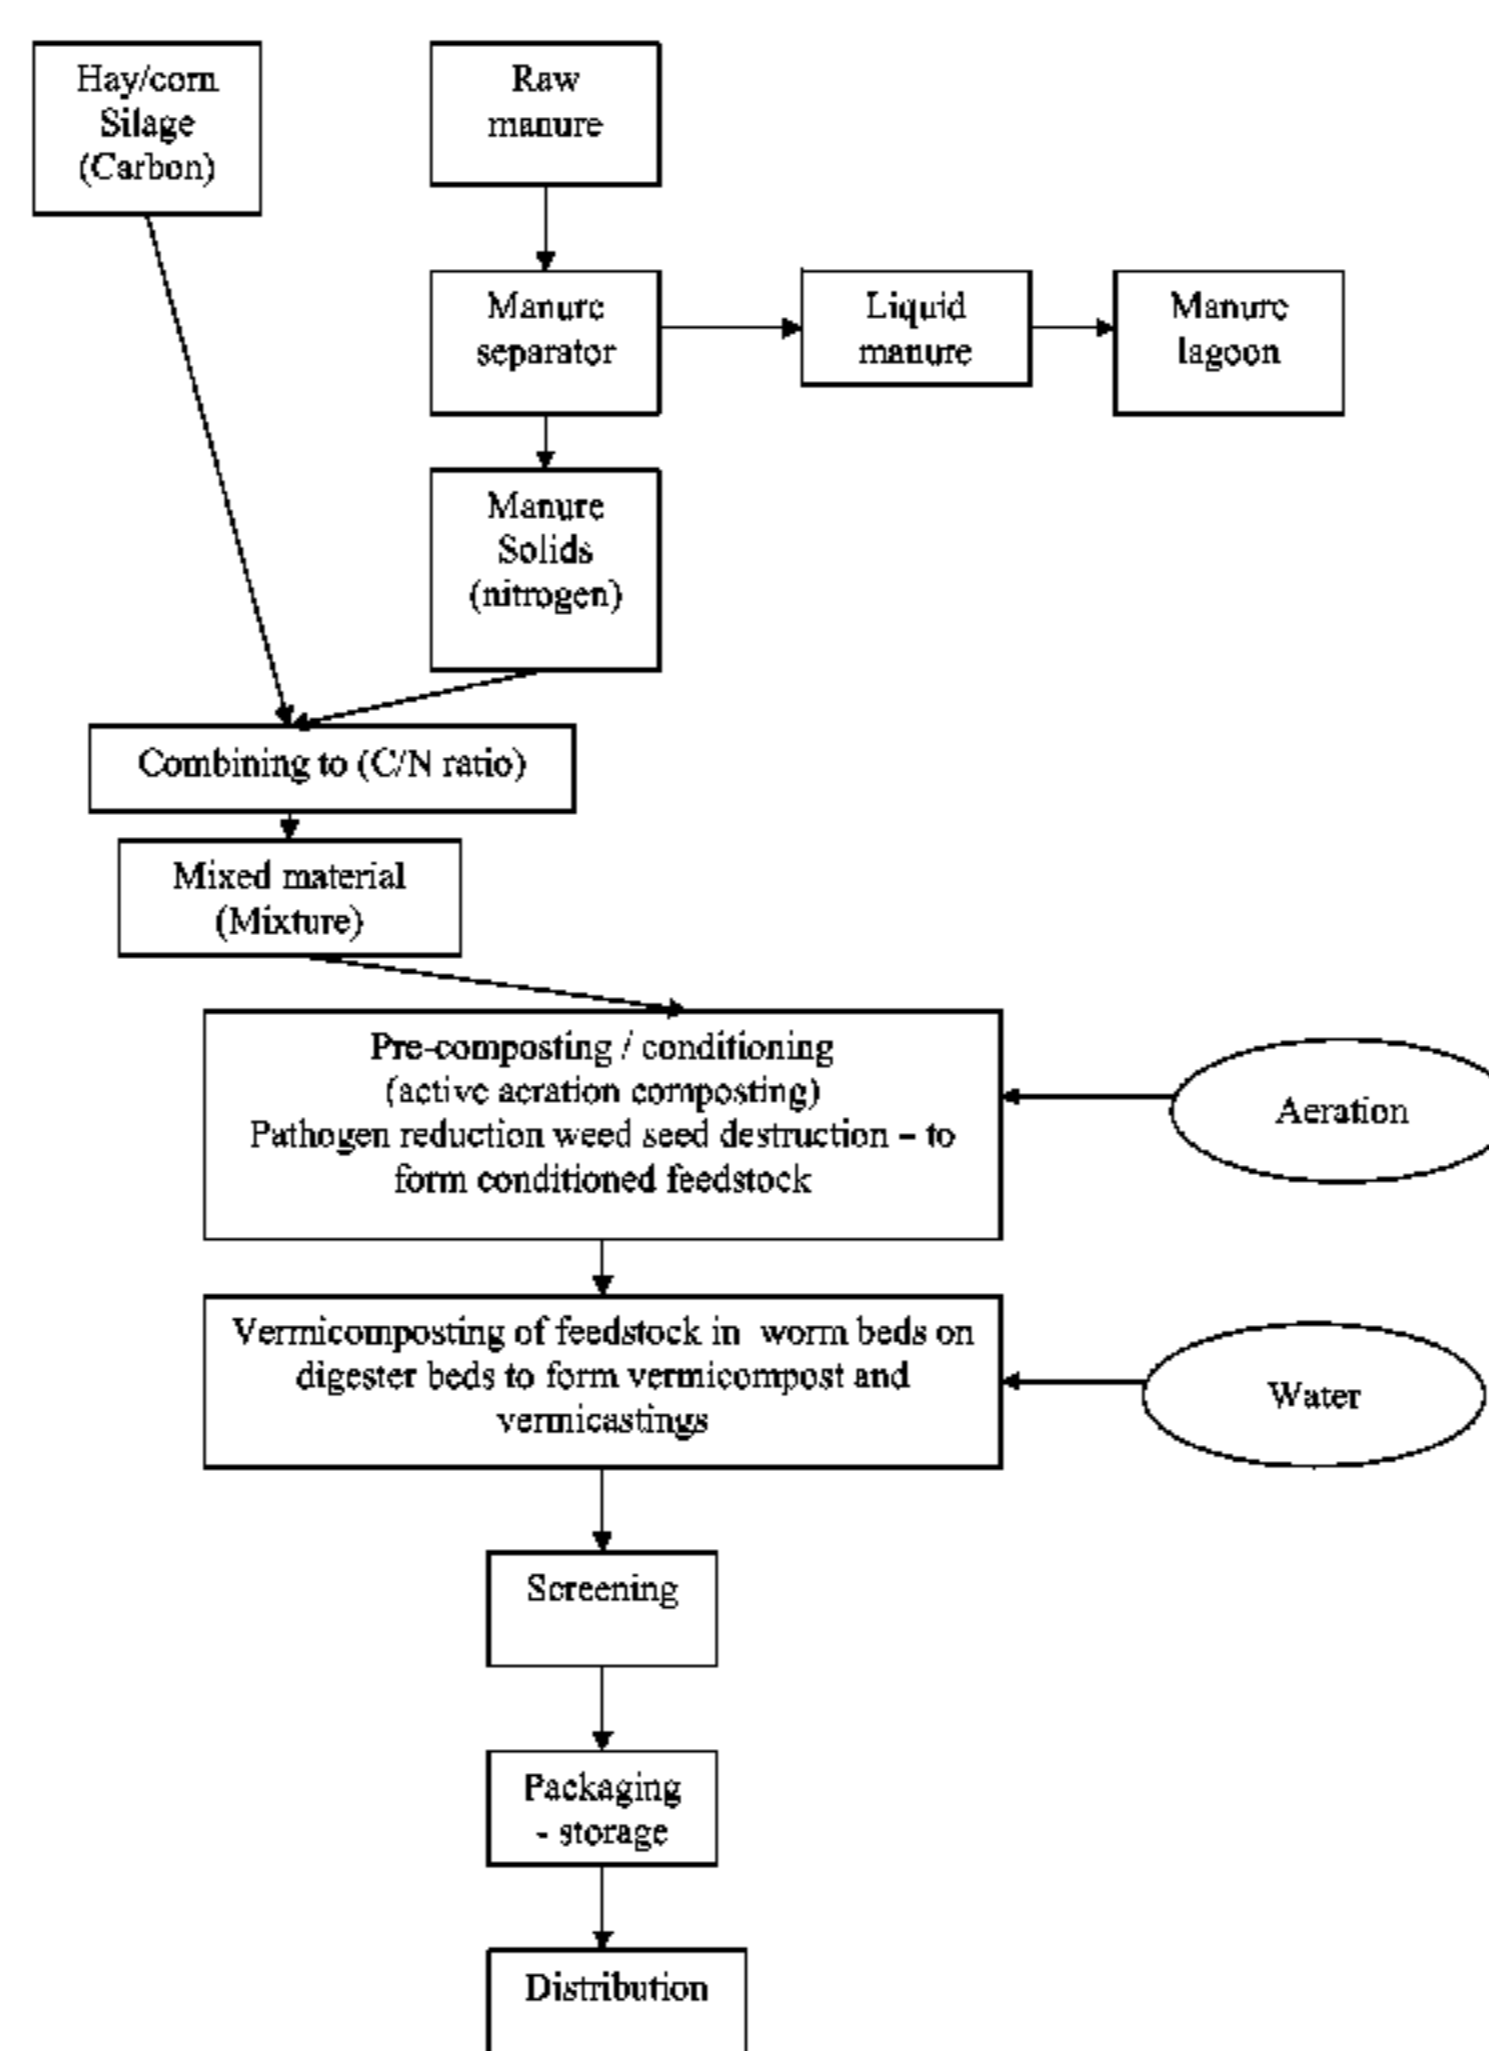 Hay/corn
Silage
(Carbon)
Raw
manure
Manure
separator
Liquid
manure
Manure
lagoon
Manure
Solids
(nitrogen)
Combining to (C/N ratio)
Mixed material
(Mixture)
Pre-composting / conditioning
(active aeration composting)
Pathogen reduction weed seed destruction – to
form conditioned feedstock
Aeration
Vermicomposting of feedstock in worm beds on
digester beds to form vermicompost and
vermicastings
Water
Screening
Packaging
- storage
Distribution